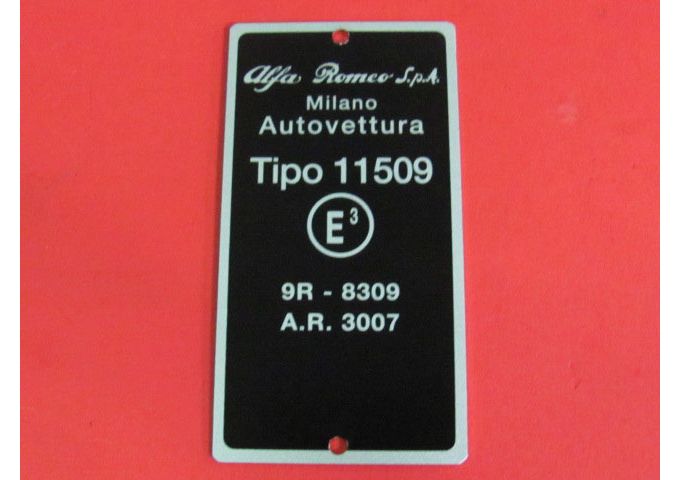 Alfa Romeo S.p.A.
Milano
Autovettura
Tipo 11509
E3
9R - 8309
A.R. 3007